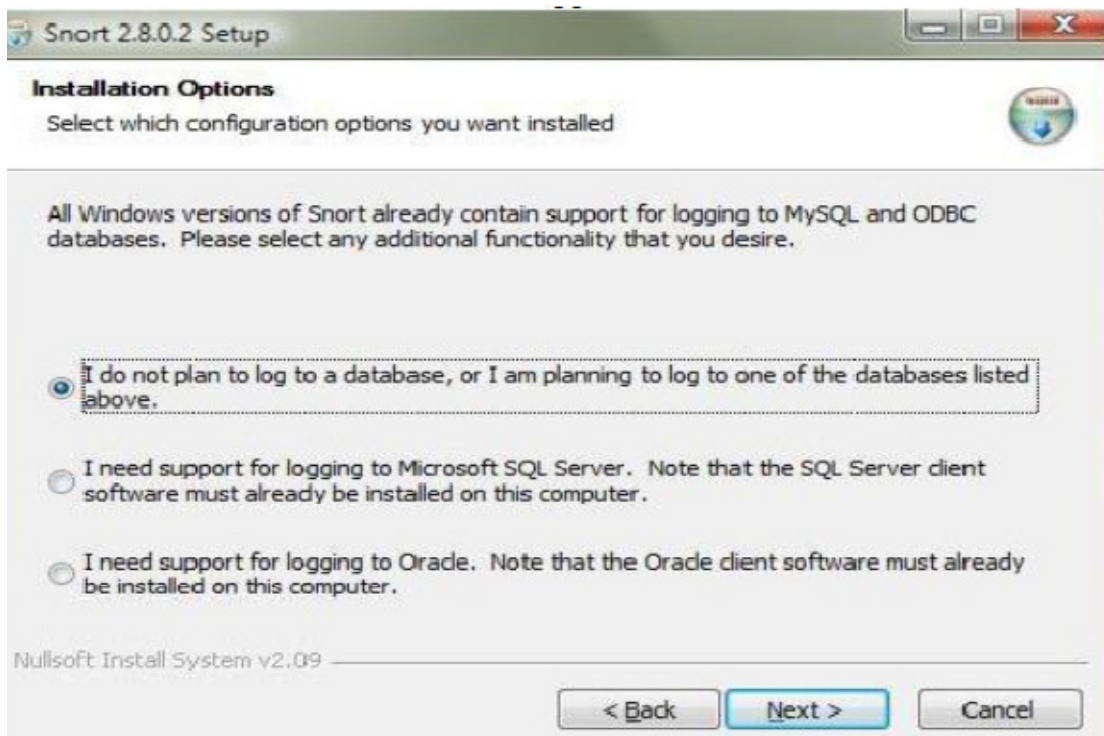 Snort 2.8.0.2 Setup
Installation Options
Select which configuration options you want installed
All Windows versions of Snort already contain support for logging to MySQL and ODBC
databases. Please select any additional functionality that you desire.
I do not plan to log to a database, or I am planning to log to one of the databases listed
above.
I need support for logging to Microsoft SQL Server. Note that the SQL Server client
software must already be installed on this computer.
I need support for logging to Oracle. Note that the Oracle client software must already
be installed on this computer.
Nullsoft Install System v2.09
< Back
Next >
Cancel